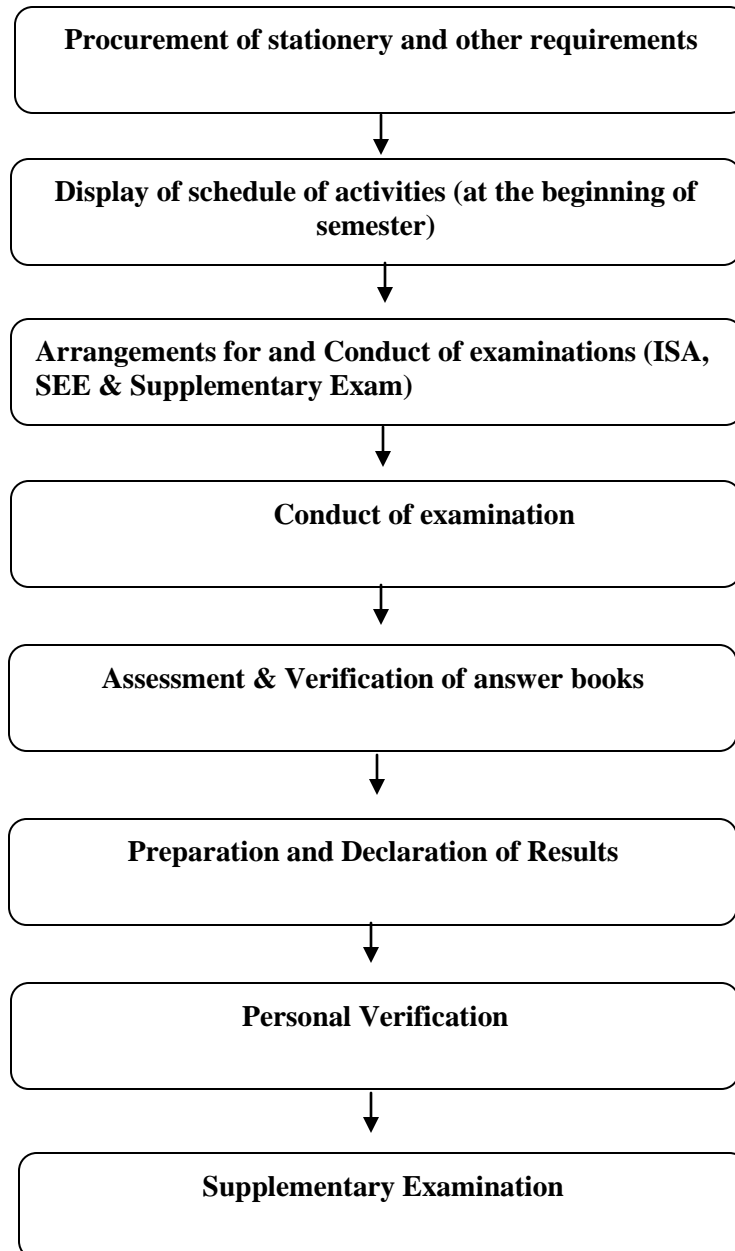 Procurement of stationery and other requirements
Display of schedule of activities (at the beginning of
semester)
Arrangements for and Conduct of examinations (ISA,
SEE & Supplementary Exam)
Conduct of examination
Assessment & Verification of answer books
Preparation and Declaration of Results
Personal Verification
Supplementary Examination